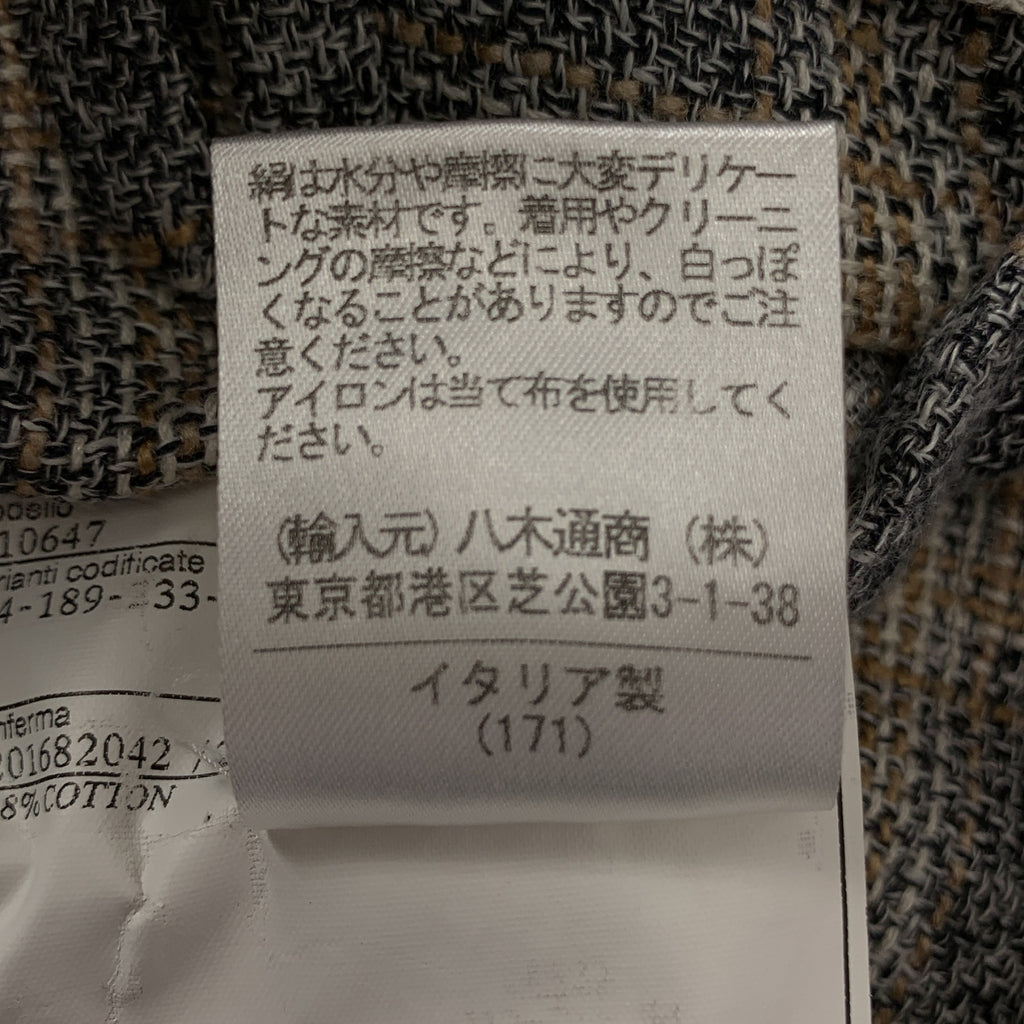 絹は水分や摩擦に大変デリケー
トな素材です。着用やクリーニ
ングの摩擦などにより、白っぽ
くなることがありますのでご注
意ください。
アイロンは当て布を使用してく
ださい。
(輸入元) 八木通商 (株)
東京都港区芝公園3-1-38
イタリア製
(171)
10647
rianti codificate
4-189-233-
nferma
201682042
8%COTTON